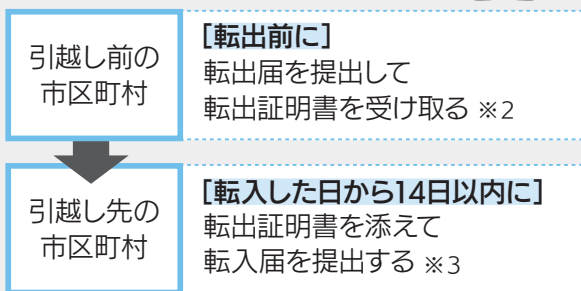 引越し前の
市区町村
[転出前に]
転出届を提出して
転出証明書を受け取る ※2
引越し先の
市区町村
[転入した日から14日以内に]
転出証明書を添えて
転入届を提出する ※3